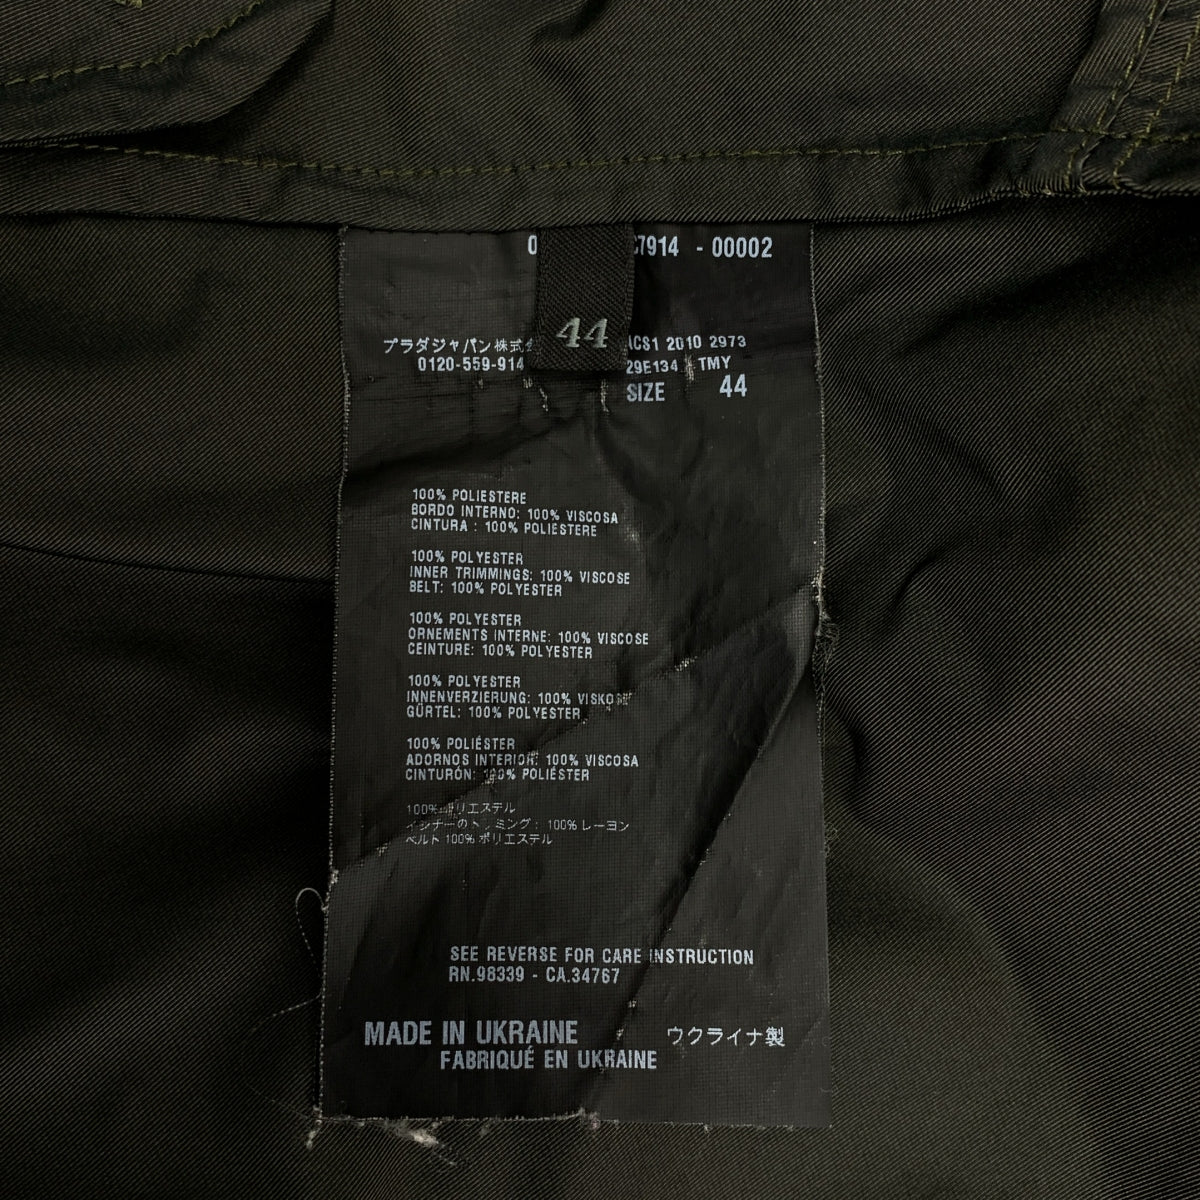 7914 - 00002
44
プラダジャパン株式
2010 2973
0120-559-914
29E134 TMY
SIZE 44
100% POLIESTERE
BORDO INTERNO: 100% VISCOSA
CINTURA : 100% POLIESTERE
100% POLYESTER
INNER TRIMMINGS: 100% VISCOSE
BELT: 100% POLYESTER
100% POLYESTER
ORNEMENTS INTERNE: 100% VISCOSE
CEINTURE: 100% POLYESTER
100% POLYESTER
INNENVERZIERUNG: 100% VISKOSE
GÜRTEL: 100% POLYESTER
100% POLIÉSTER
ADORNOS INTERIOR: 100% VISCOSA
CINTURÓN: 100% POLIÉSTER
100% ポリエステル
インナーのトリミング: 100% レーヨン
ベルト 100% ポリエステル
SEE REVERSE FOR CARE INSTRUCTION
RN.98339 - CA.34767
MADE IN UKRAINE ウクライナ製
FABRIQUÉ EN UKRAINE